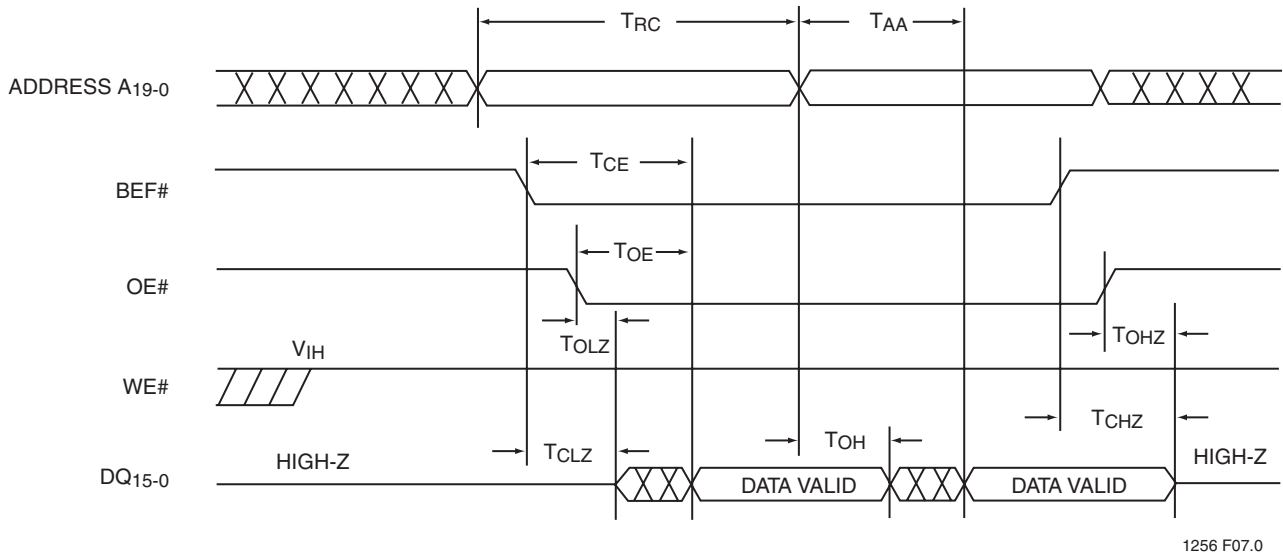 TRC TAA
ADDRESS A19-0
TCE
BEF#
TOE
OE#
TOLZ TOHZ
VIH
WE#
TCLZ TOH TCHZ
HIGH-Z HIGH-Z
DQ15-0 DATA VALID DATA VALID
1256 F07.0